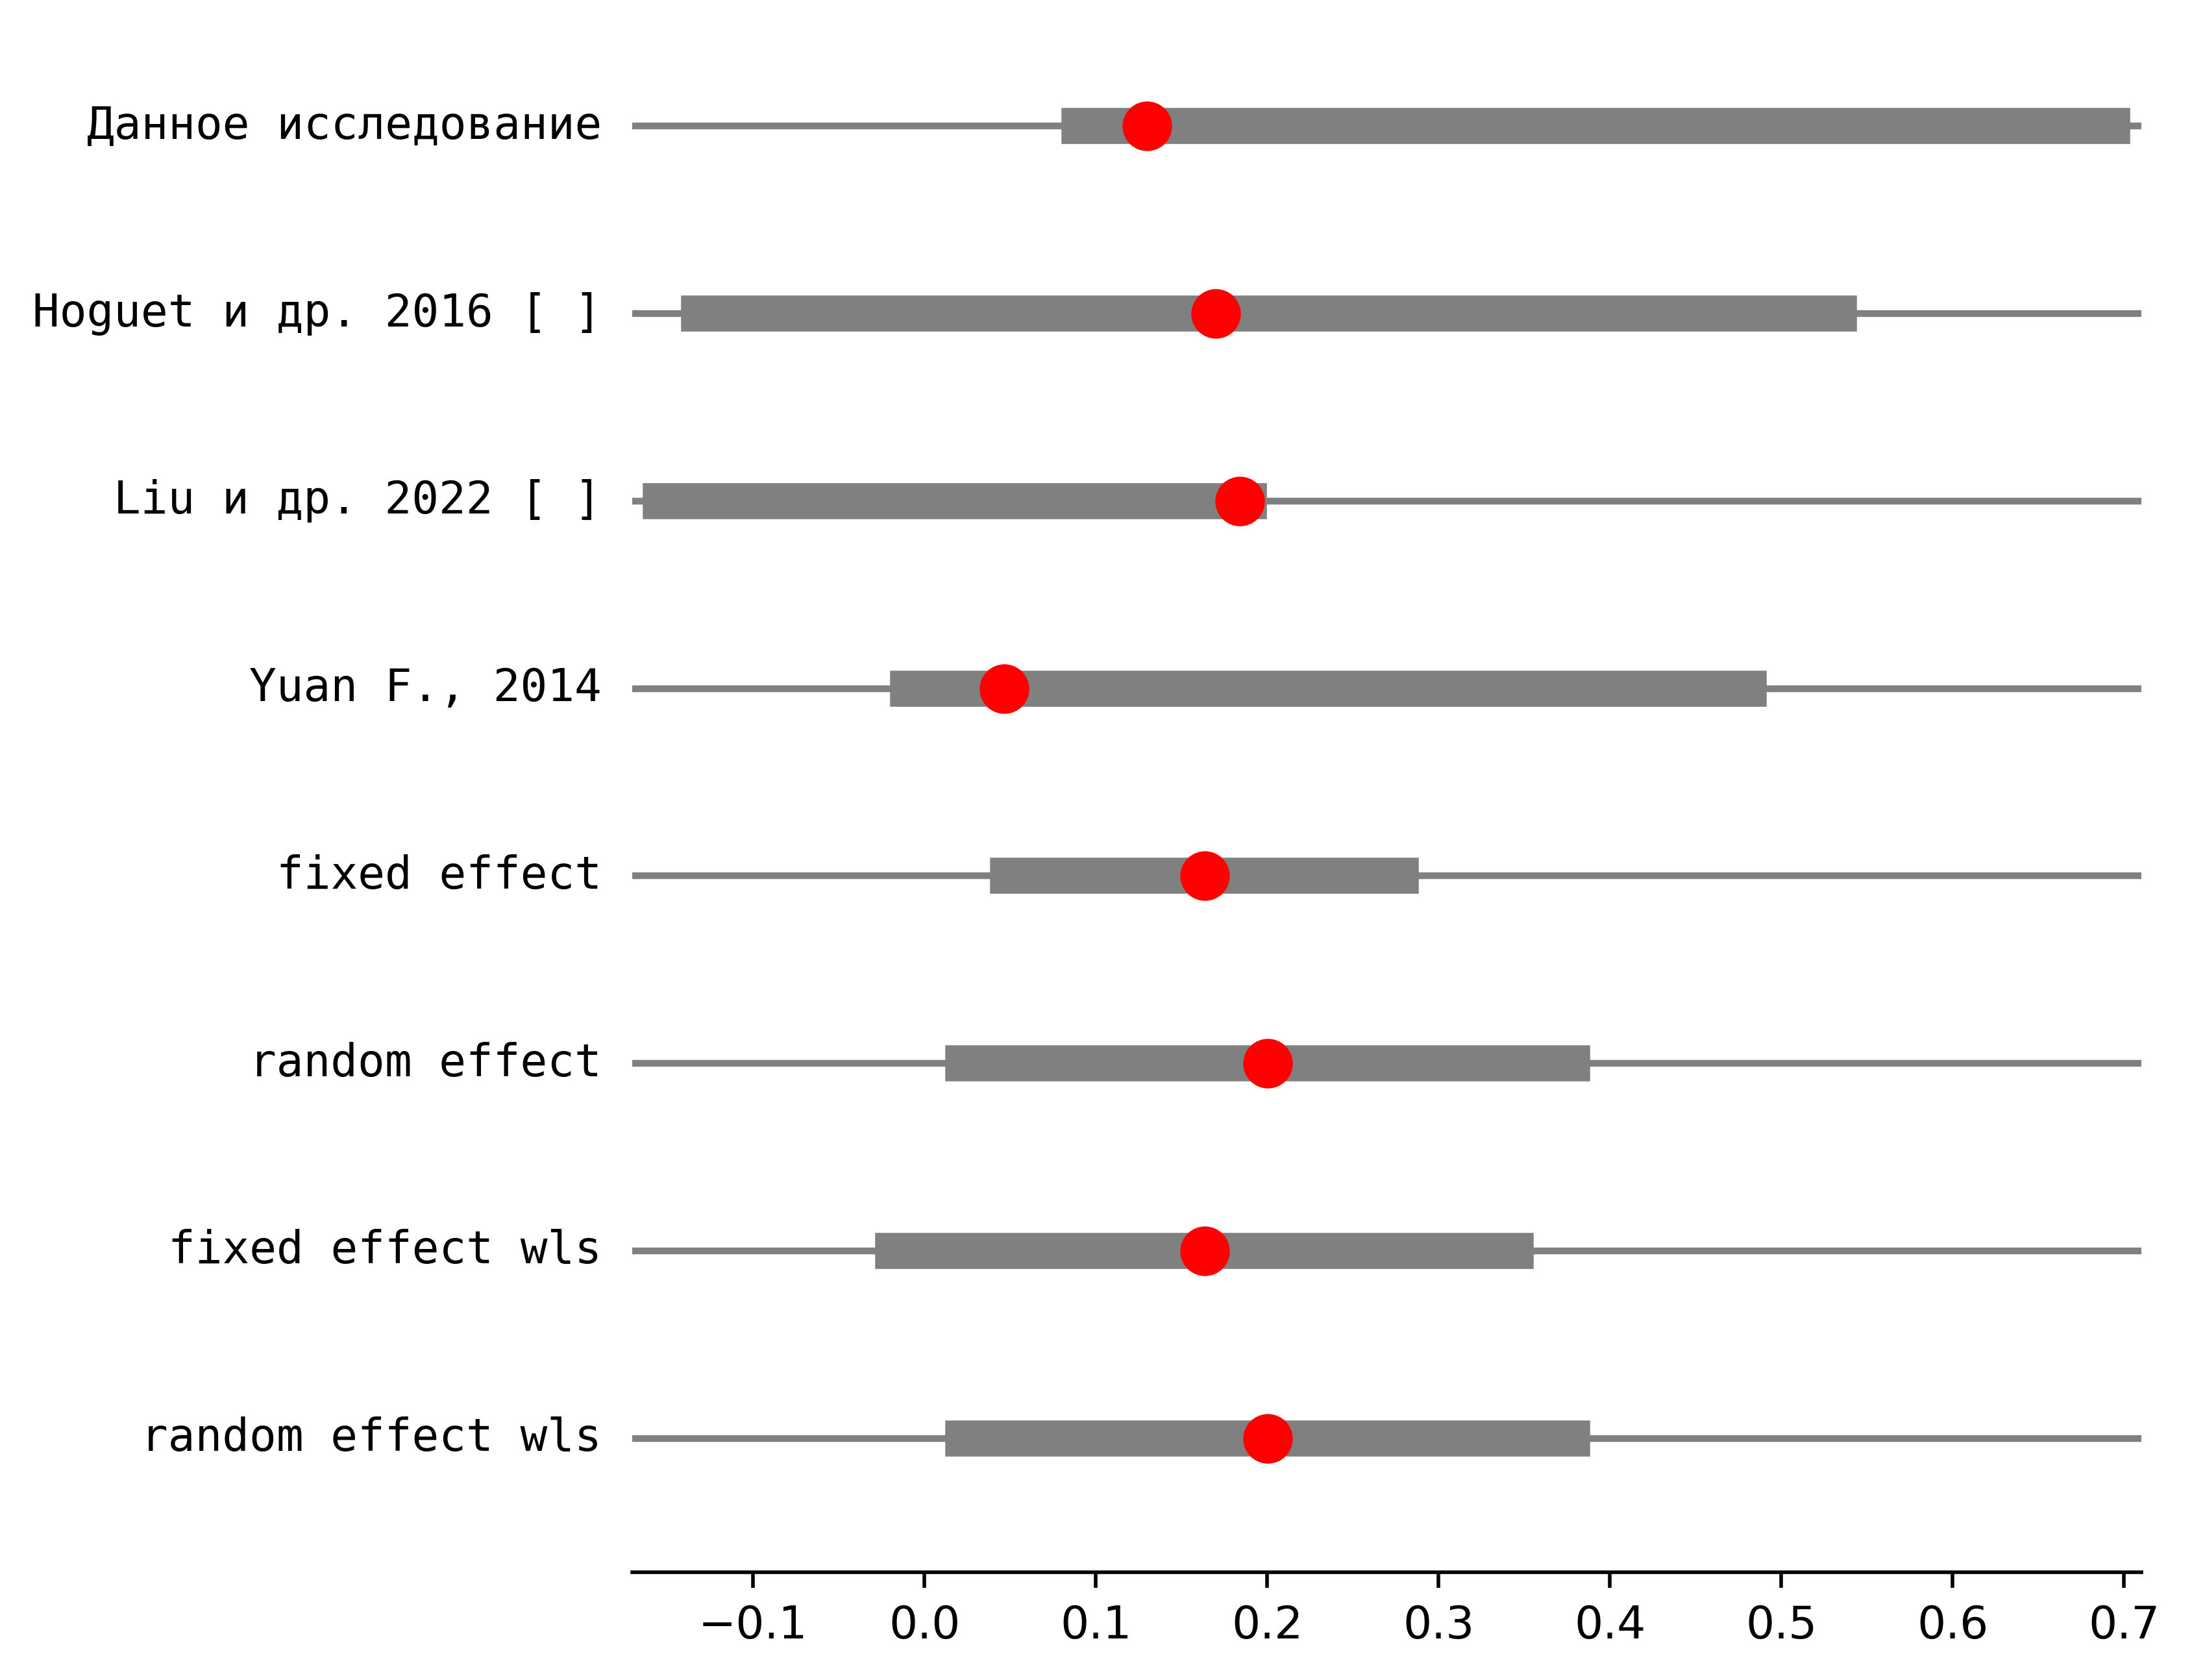 Данное исследование
Hoguet и др. 2016 [ ]
Liu и др. 2022 [ ]
Yuan F., 2014
fixed effect
random effect
fixed effect wls
random effect wls
−0.1 0.0 0.1 0.2 0.3 0.4 0.5 0.6 0.7